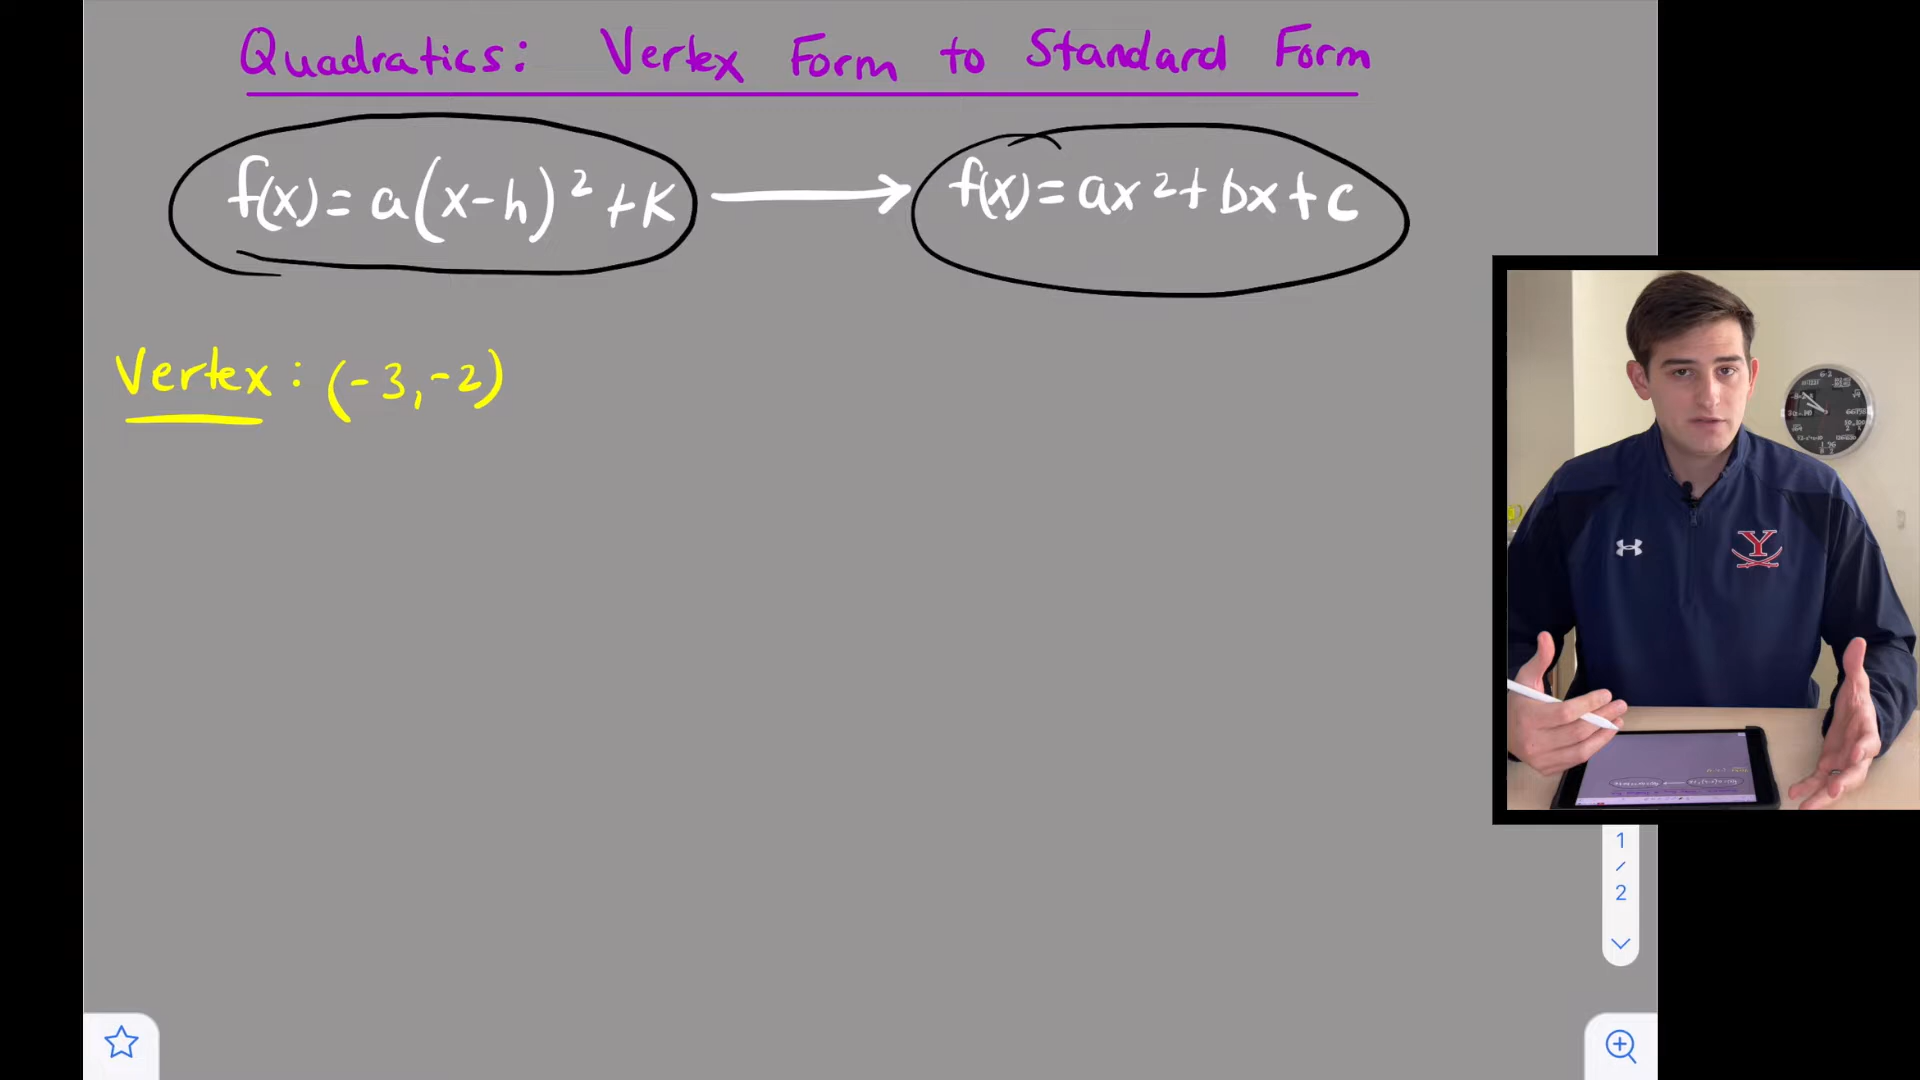 Quadratics: Vertex Form to Standard Form
f(x)=a(x-h)²+K → f(x)=ax²+bx+c
Vertex: (-3,-2)
Y
1
/
2